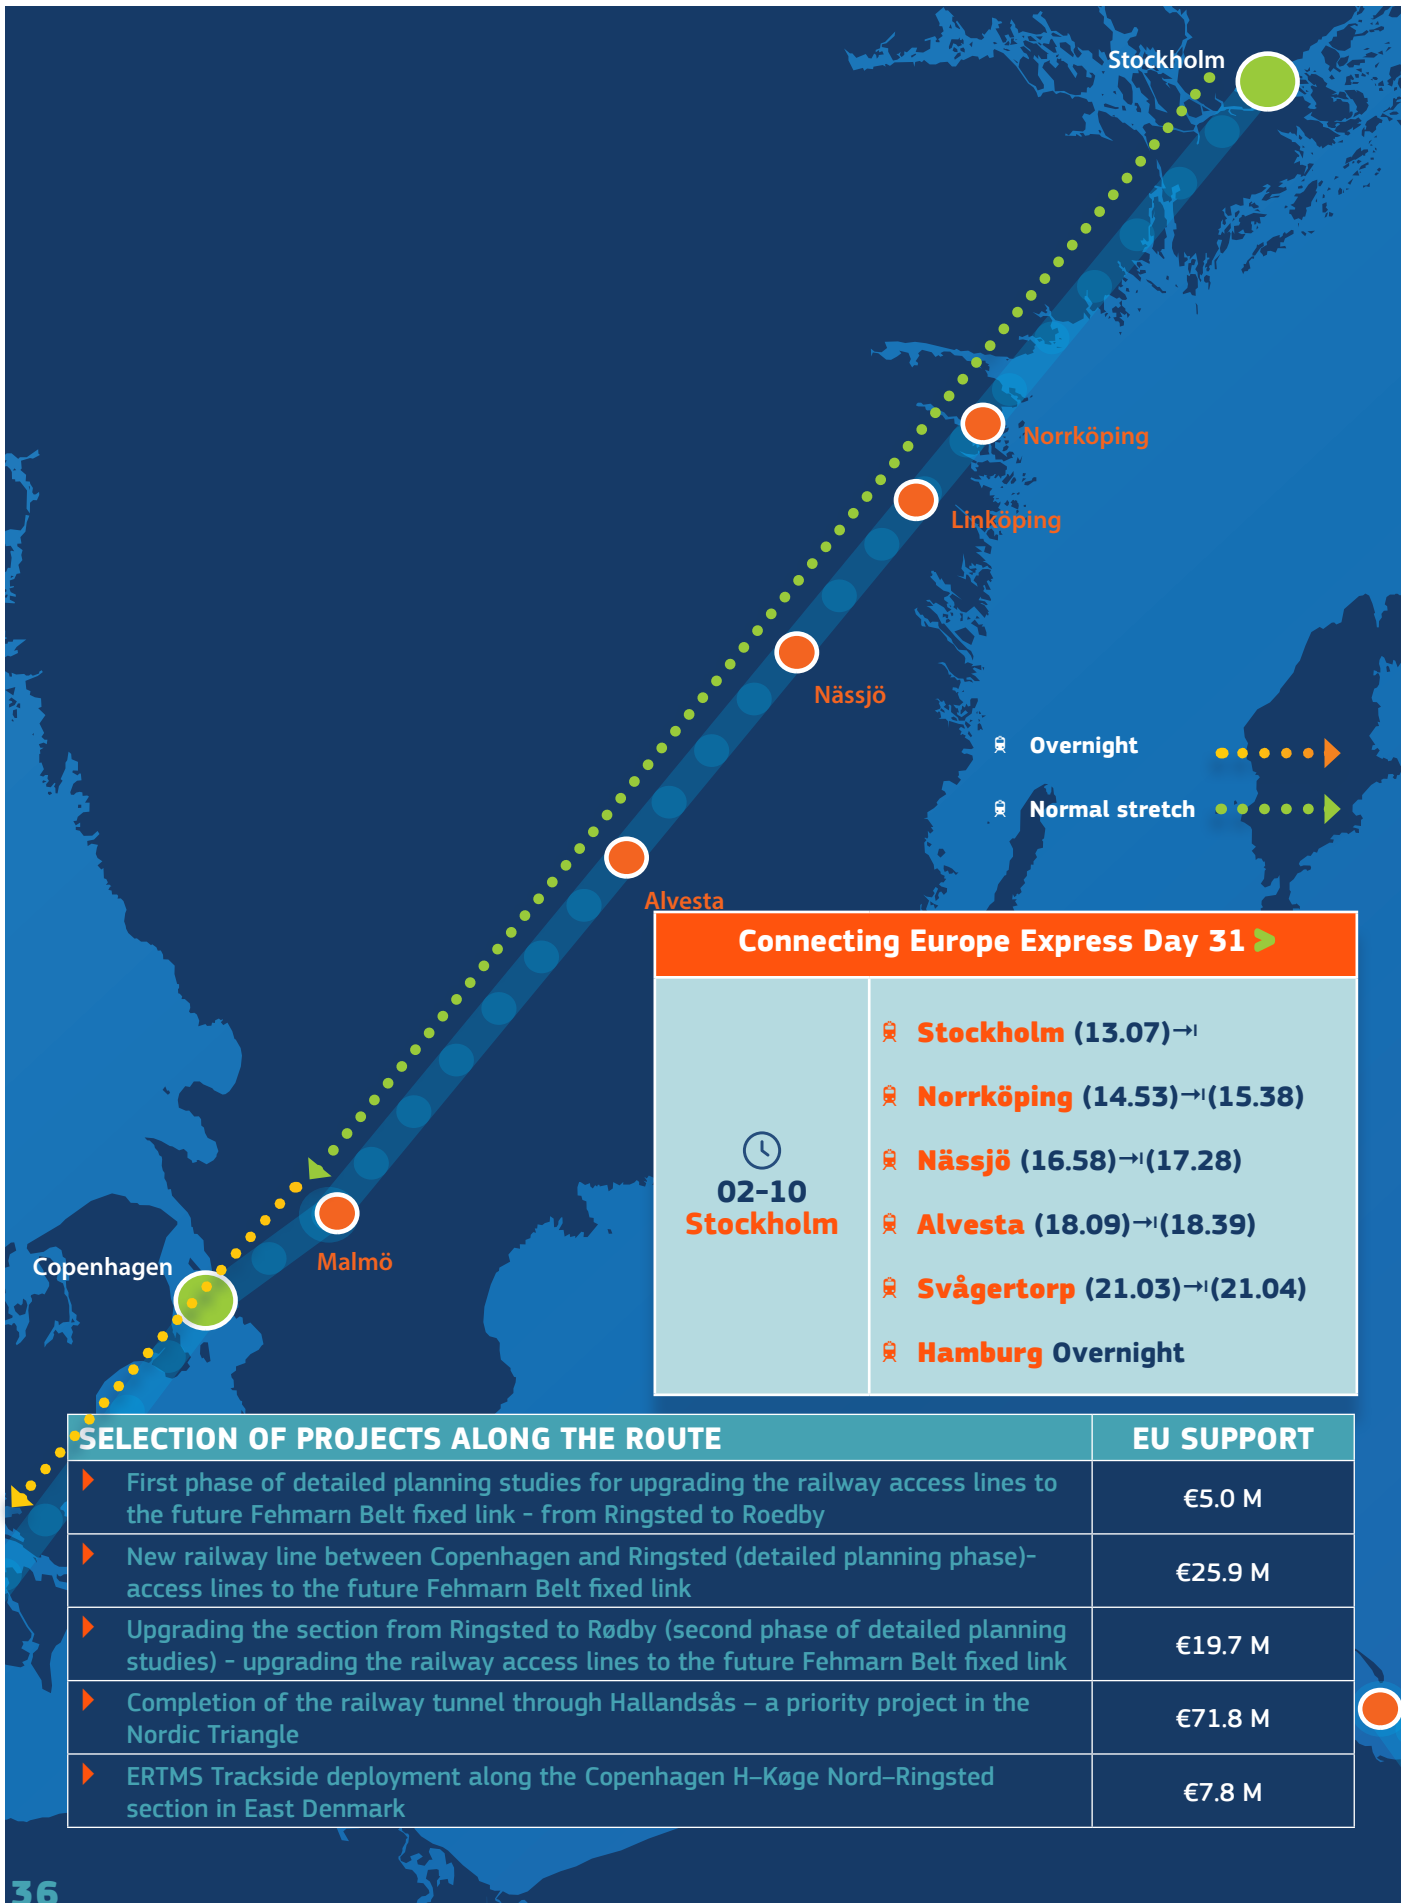 Stockholm
Norrköping
Linköping
Nässjö
Overnight
Normal stretch
Alvesta
Connecting Europe Express Day 31
02-10
Stockholm
Stockholm (13.07)⇥
Norrköping (14.53)⇥(15.38)
Nässjö (16.58)⇥(17.28)
Alvesta (18.09)⇥(18.39)
Svågertorp (21.03)⇥(21.04)
Hamburg Overnight
Malmö
Copenhagen
SELECTION OF PROJECTS ALONG THE ROUTE
EU SUPPORT
First phase of detailed planning studies for upgrading the railway access lines to
the future Fehmarn Belt fixed link - from Ringsted to Roedby
€5.0 M
New railway line between Copenhagen and Ringsted (detailed planning phase)-
access lines to the future Fehmarn Belt fixed link
€25.9 M
Upgrading the section from Ringsted to Rødby (second phase of detailed planning
studies) - upgrading the railway access lines to the future Fehmarn Belt fixed link
€19.7 M
Completion of the railway tunnel through Hallandsås – a priority project in the
Nordic Triangle
€71.8 M
ERTMS Trackside deployment along the Copenhagen H–Køge Nord–Ringsted
section in East Denmark
€7.8 M
36